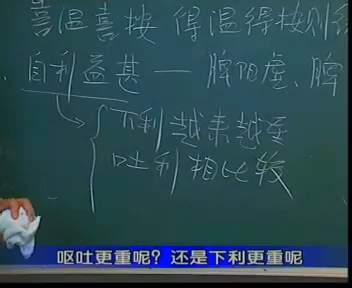 喜温喜按 得温得按则
自利益甚 — 脾阳虚、脾
下利越来越重
吐利相比较
呕吐更重呢？还是下利更重呢